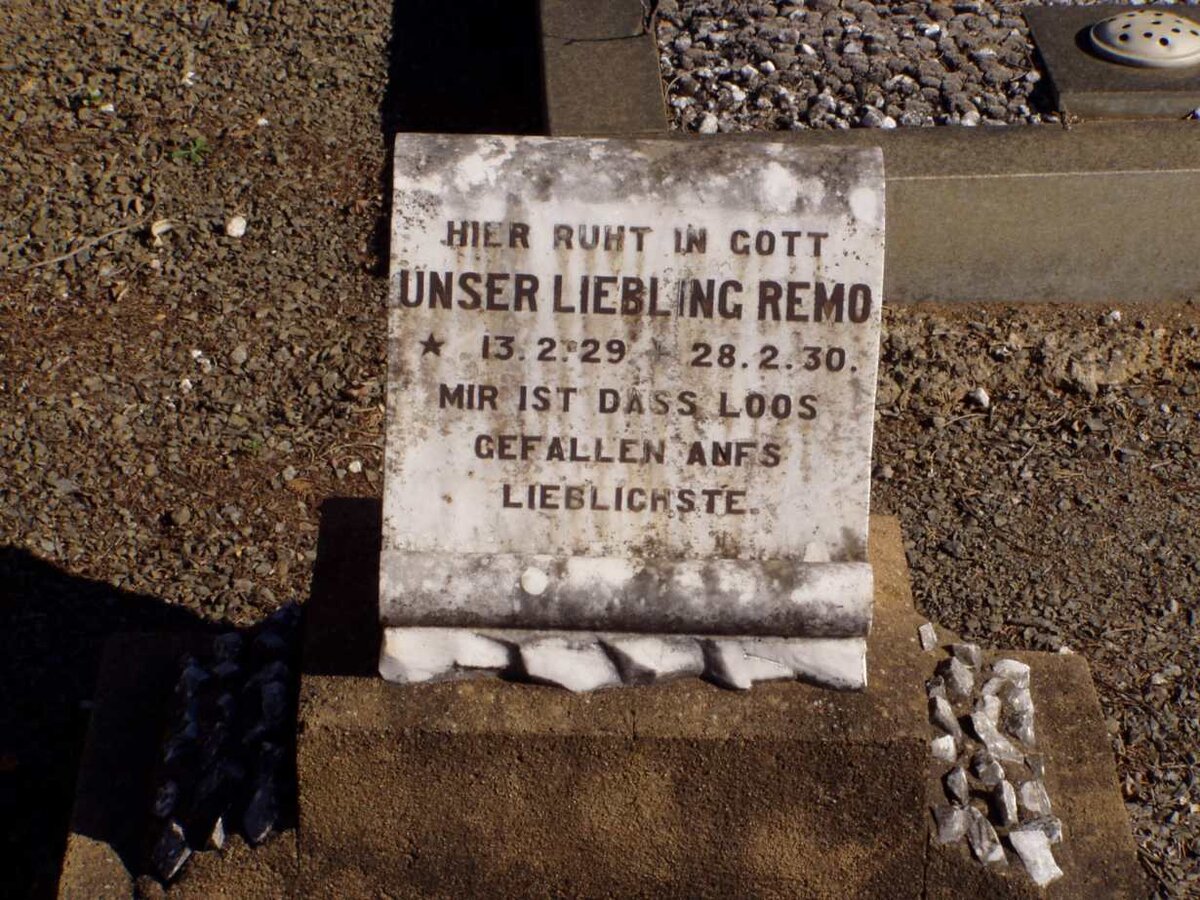 HIER RUHT IN GOTT
UNSER LIEBLING REMO
★ 13.2.29 ✝ 28.2.30.
MIR IST DASS LOOS
GEFALLEN ANFS
LIEBLICHSTE.